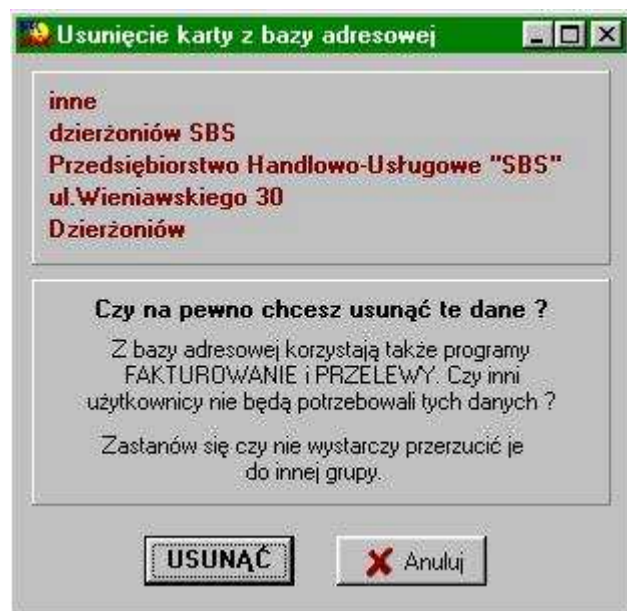 Usunięcie karty z bazy adresowej
inne
dzierżoniów SBS
Przedsiębiorstwo Handlowo-Usługowe "SBS"
ul.Wieniawskiego 30
Dzierżoniów
Czy na pewno chcesz usunąć te dane ?
Z bazy adresowej korzystają także programy
FAKTUROWANIE i PRZELEWY. Czy inni
użytkownicy nie będą potrzebowali tych danych ?
Zastanów się czy nie wystarczy przerzucić je
do innej grupy.
USUNĄĆ
Anuluj